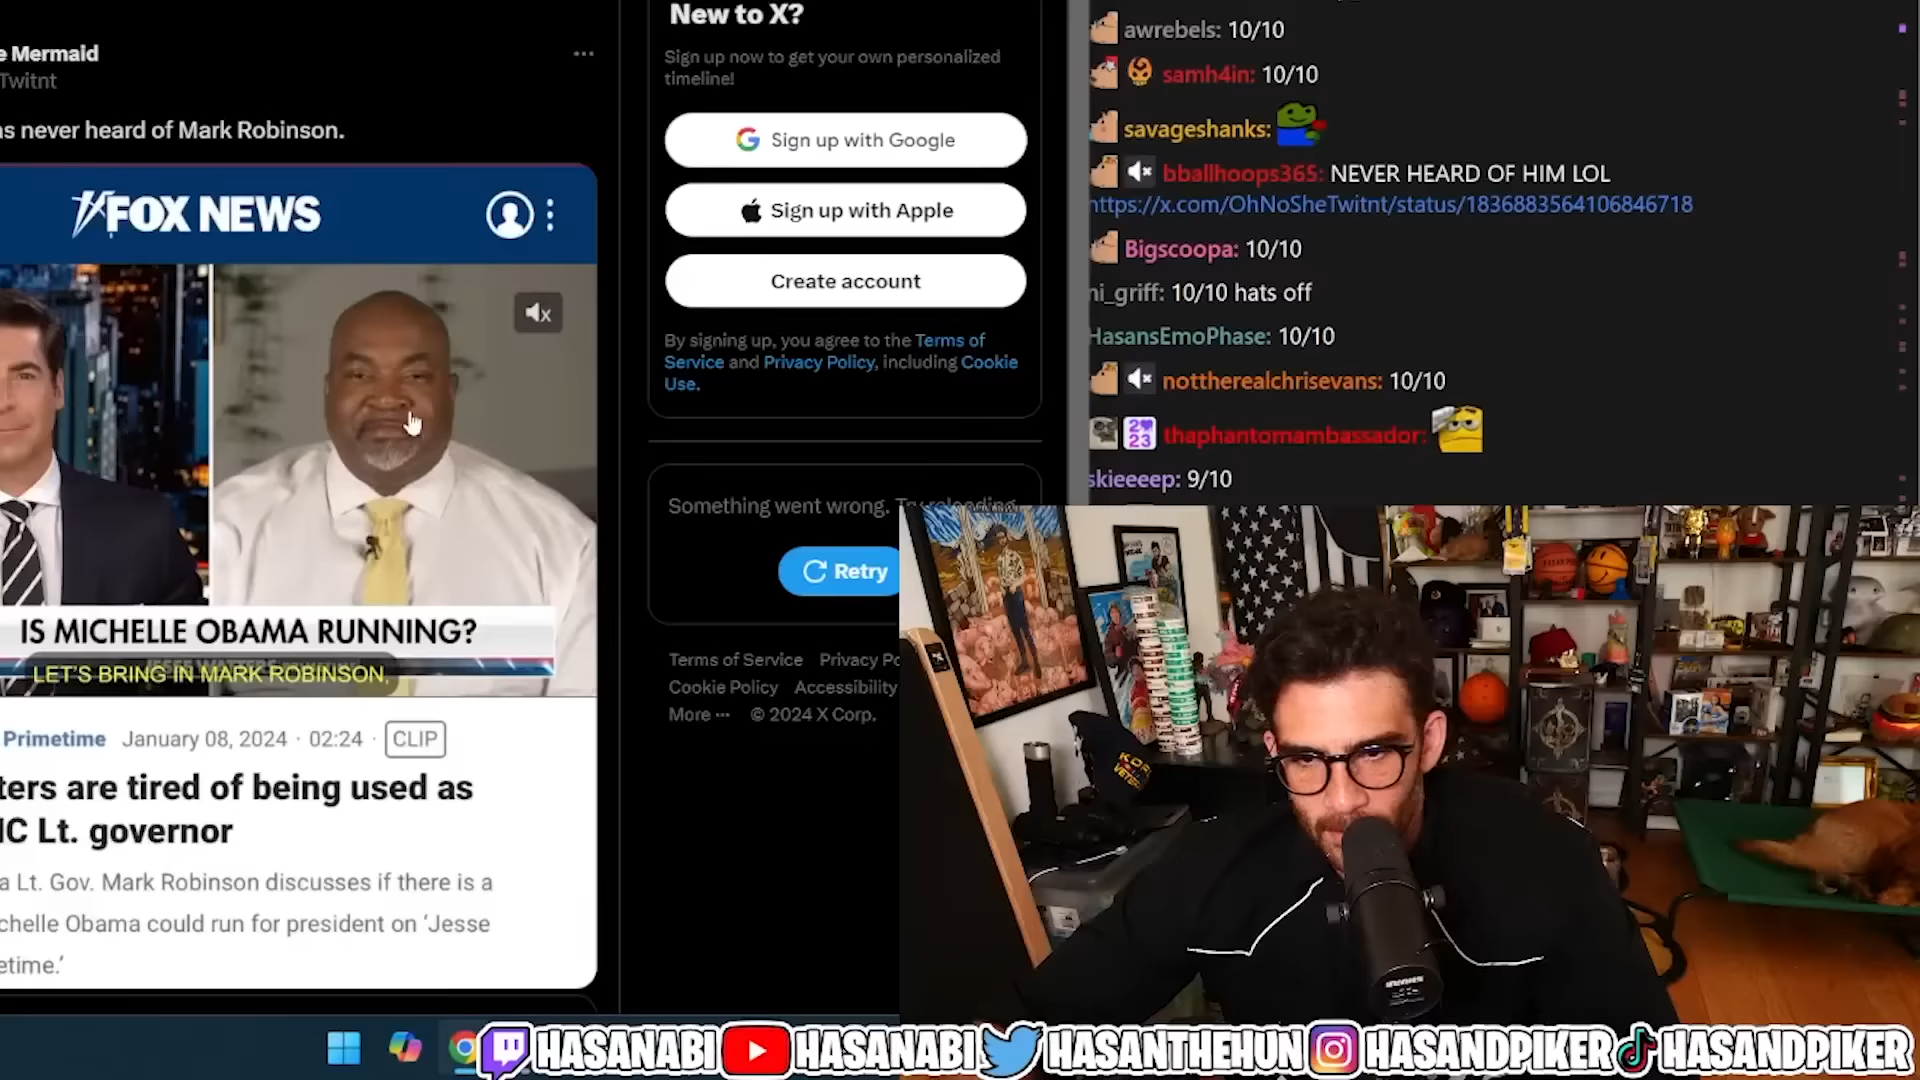 e Mermaid
Twitnt
s never heard of Mark Robinson.
FOX NEWS
IS MICHELLE OBAMA RUNNING?
LET'S BRING IN MARK ROBINSON,
Primetime January 08, 2024 · 02:24 · CLIP
ters are tired of being used as
IC Lt. governor
a Lt. Gov. Mark Robinson discusses if there is a
chelle Obama could run for president on ‘Jesse
etime.’
New to X?
Sign up now to get your own personalized
timeline!
Sign up with Google
Sign up with Apple
Create account
By signing up, you agree to the Terms of
Service and Privacy Policy, including Cookie
Use.
Something went wrong. Try reloading.
Retry
Terms of Service Privacy Po
Cookie Policy Accessibility
More ··· © 2024 X Corp.
awrebels: 10/10
samh4in: 10/10
savageshanks:
bballhoops365: NEVER HEARD OF HIM LOL
https://x.com/OhNoSheTwitnt/status/1836883564106846718
Bigscoopa: 10/10
ni_griff: 10/10 hats off
HasansEmoPhase: 10/10
nottherealchrisevans: 10/10
2023 thaphantomambassador:
skieeeep: 9/10
HASANABI HASANABI HASANTHEHUN HASANDPIKER HASANDPIKER